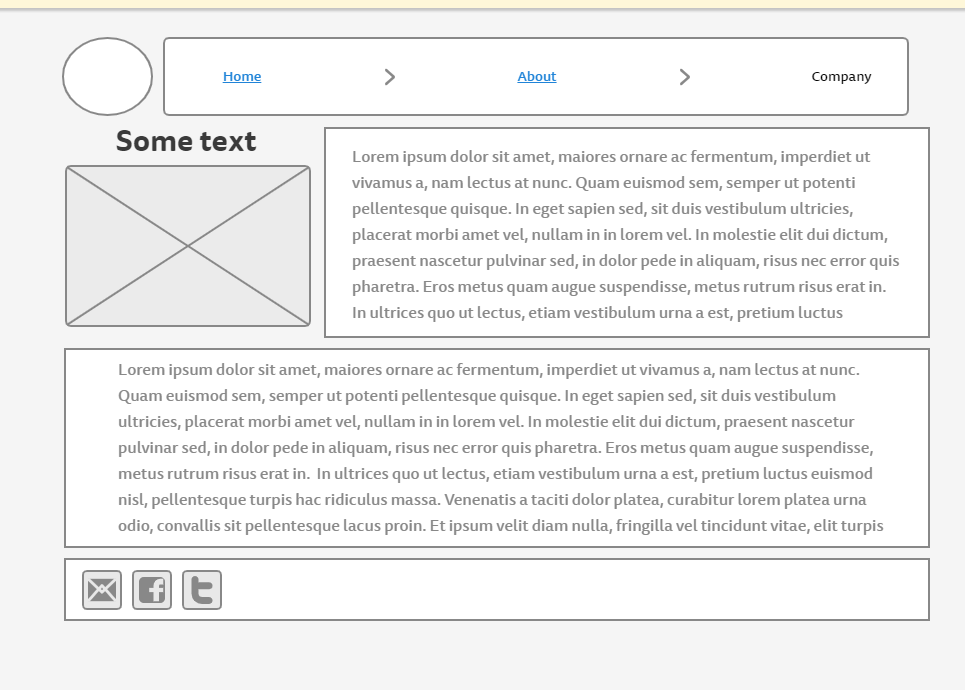 Home
About
Company
Some text
Lorem ipsum dolor sit amet, maiores ornare ac fermentum, imperdiet ut
vivamus a, nam lectus at nunc. Quam euismod sem, semper ut potenti
pellentesque quisque. In eget sapien sed, sit duis vestibulum ultricies,
placerat morbi amet vel, nullam in in lorem vel. In molestie elit dui dictum,
praesent nascetur pulvinar sed, in dolor pede in aliquam, risus nec error quis
pharetra. Eros metus quam augue suspendisse, metus rutrum risus erat in.
In ultrices quo ut lectus, etiam vestibulum urna a est, pretium luctus
Lorem ipsum dolor sit amet, maiores ornare ac fermentum, imperdiet ut vivamus a, nam lectus at nunc.
Quam euismod sem, semper ut potenti pellentesque quisque. In eget sapien sed, sit duis vestibulum
ultricies, placerat morbi amet vel, nullam in in lorem vel. In molestie elit dui dictum, praesent nascetur
pulvinar sed, in dolor pede in aliquam, risus nec error quis pharetra. Eros metus quam augue suspendisse,
metus rutrum risus erat in.  In ultrices quo ut lectus, etiam vestibulum urna a est, pretium luctus euismod
nisl, pellentesque turpis hac ridiculus massa. Venenatis a taciti dolor platea, curabitur lorem platea urna
odio, convallis sit pellentesque lacus proin. Et ipsum velit diam nulla, fringilla vel tincidunt vitae, elit turpis